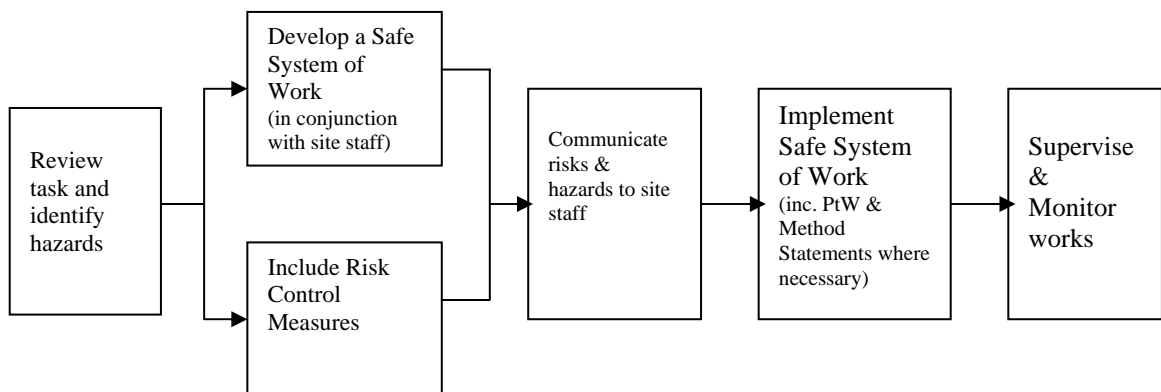 Review
task and
identify
hazards
Develop a Safe
System of
Work
(in conjunction
with site staff)
Include Risk
Control
Measures
Communicate
risks &
hazards to site
staff
Implement
Safe System
of Work
(inc. PtW &
Method
Statements where
necessary)
Supervise
&
Monitor
works